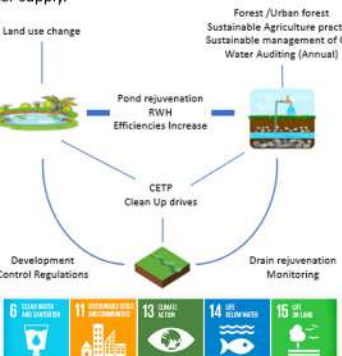 Land use change
Forest /Urban forest
Sustainable Agriculture pract
Sustainable management of
Water Auditing (Annual)
Pond rejuvenation
RWH
Efficiencies Increase
CETP
Clean Up drives
Development
Control Regulations
Drain rejuvenation
Monitoring
6 CLEAN WATER
AND SANITATION
11 SUSTAINABLE CITIES
AND COMMUNITIES
13 CLIMATE
ACTION
14 LIFE
BELOW WATER
15 LIFE
ON LAND